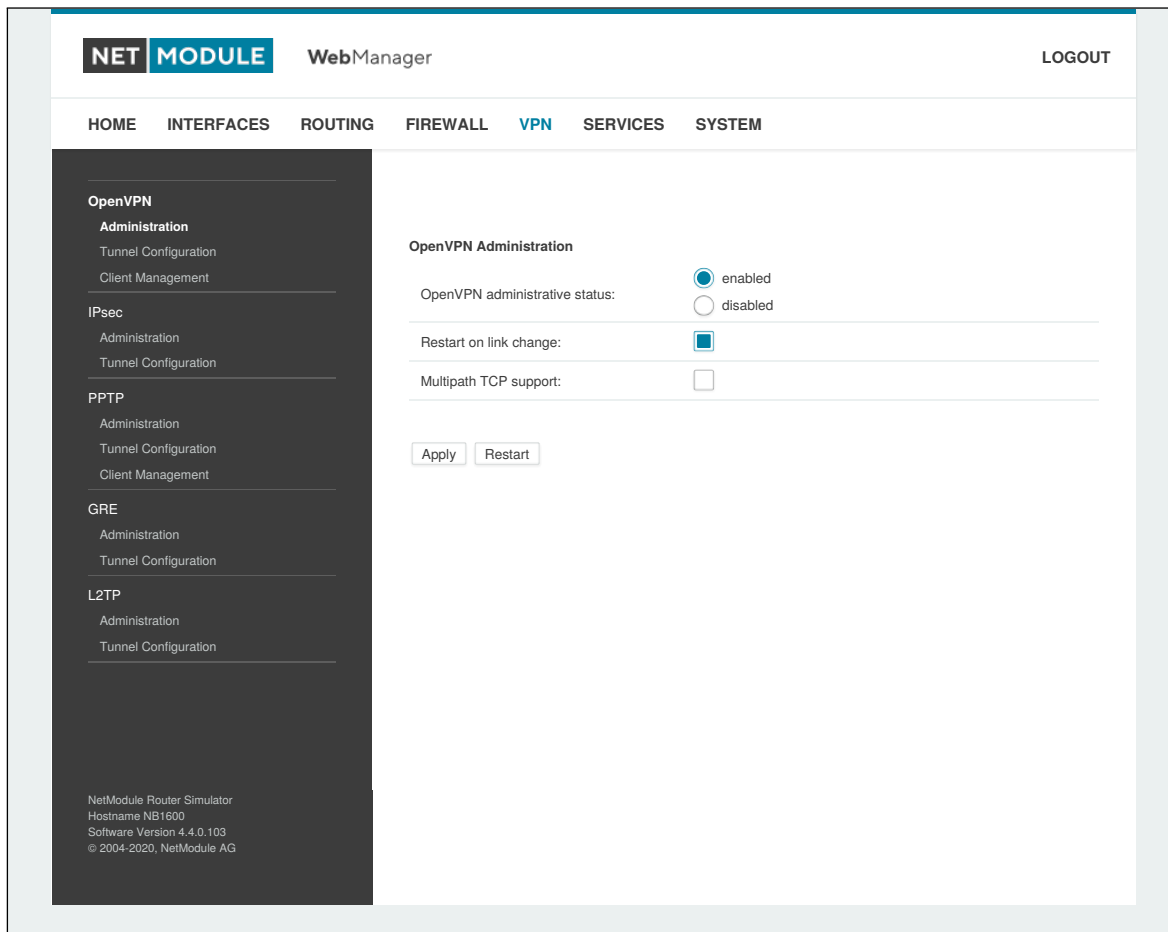 NET MODULE WebManager LOGOUT
HOME INTERFACES ROUTING FIREWALL VPN SERVICES SYSTEM
OpenVPN
Administration
Tunnel Configuration
Client Management
IPsec
Administration
Tunnel Configuration
PPTP
Administration
Tunnel Configuration
Client Management
GRE
Administration
Tunnel Configuration
L2TP
Administration
Tunnel Configuration
NetModule Router Simulator
Hostname NB1600
Software Version 4.4.0.103
© 2004-2020, NetModule AG
OpenVPN Administration
OpenVPN administrative status:
enabled
disabled
Restart on link change:
Multipath TCP support:
Apply Restart